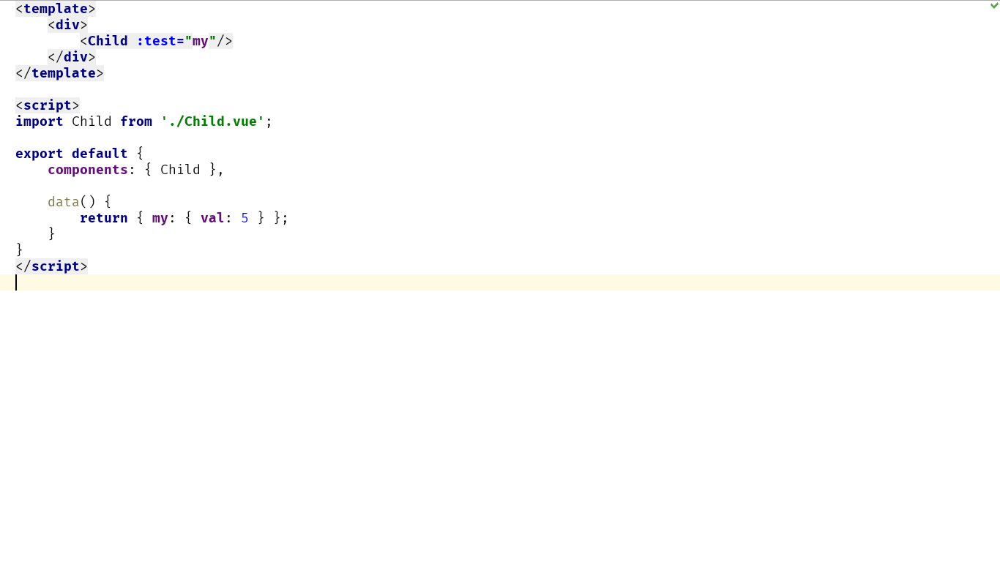 <template>
    <div>
        <Child :test="my"/>
    </div>
</template>

<script>
import Child from './Child.vue';

export default {
    components: { Child },

    data() {
        return { my: { val: 5 } };
    }
}
</script>